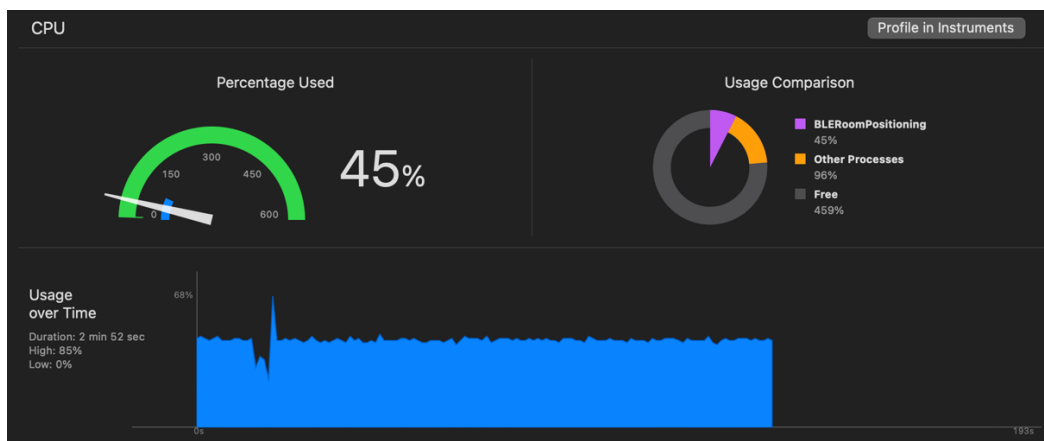 CPU
Profile in Instruments
Percentage Used
0
150
300
450
600
45%
Usage Comparison
BLERoomPositioning
45%
Other Processes
96%
Free
459%
Usage
over Time
Duration: 2 min 52 sec
High: 85%
Low: 0%
68%
0s
193s